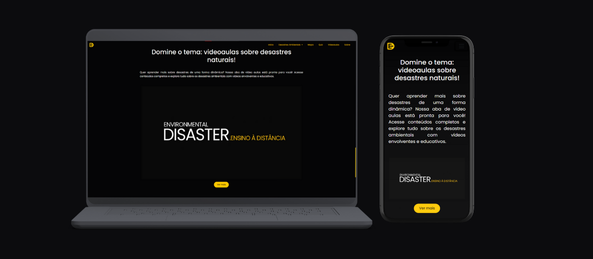 Domine o tema: videoaulas sobre desastres
naturais!
Quer aprender mais sobre desastres de uma forma dinâmica? Nossa aba de vídeo aulas está pronta para você! Acesse
conteúdos completos e explore tudo sobre os desastres ambientais com vídeos envolventes e educativos.
ENVIRONMENTAL
DISASTER ENSINO À DISTÂNCIA
Ver mais
Domine o tema:
videoaulas sobre
desastres naturais!
Quer aprender mais sobre
desastres de uma forma
dinâmica? Nossa aba de vídeo
aulas está pronta para você!
Acesse conteúdos completos e
explore tudo sobre os desastres
ambientais com vídeos
envolventes e educativos.
ENVIRONMENTAL
DISASTER ENSINO À DISTÂNCIA
Ver mais